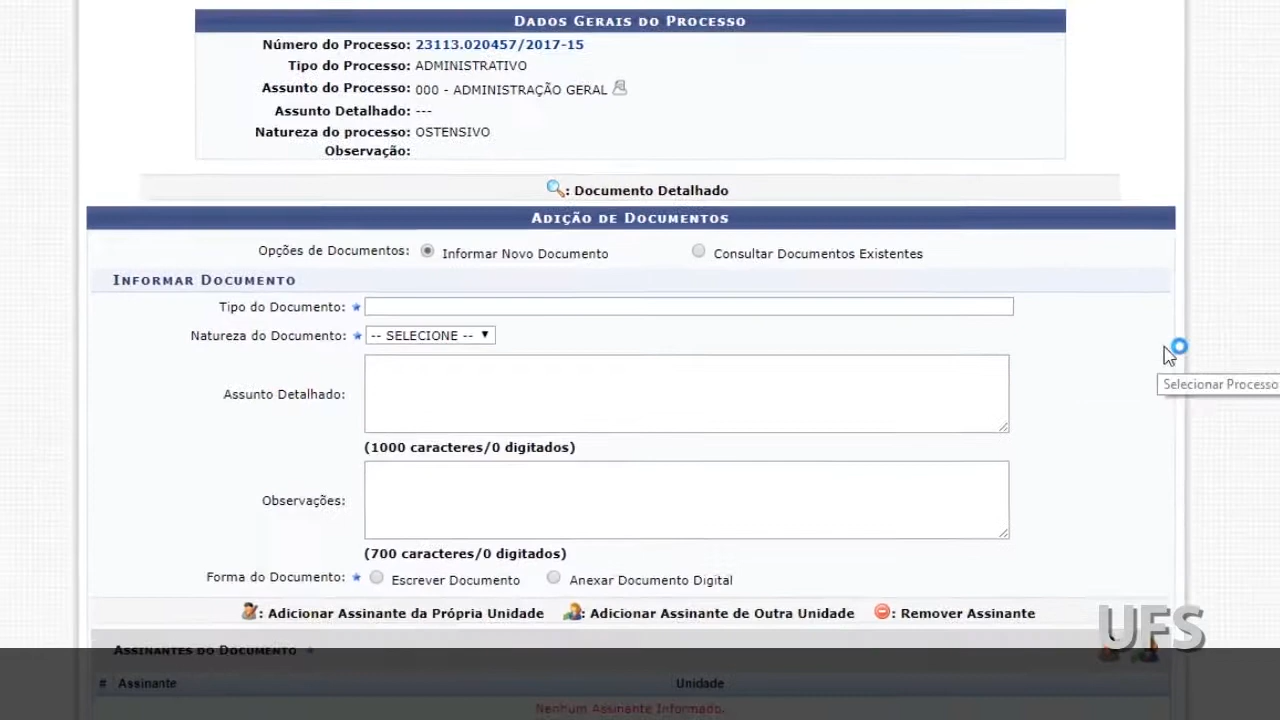 DADOS GERAIS DO PROCESSO
Número do Processo: 23113.020457/2017-15
Tipo do Processo: ADMINISTRATIVO
Assunto do Processo: 000 - ADMINISTRAÇÃO GERAL
Assunto Detalhado: ---
Natureza do processo: OSTENSIVO
Observação:
: Documento Detalhado
ADIÇÃO DE DOCUMENTOS
Opções de Documentos: Informar Novo Documento Consultar Documentos Existentes
INFORMAR DOCUMENTO
Tipo do Documento:
Natureza do Documento: -- SELECIONE --
Selecionar Processo
Assunto Detalhado:
(1000 caracteres/0 digitados)
Observações:
(700 caracteres/0 digitados)
Forma do Documento: Escrever Documento Anexar Documento Digital
: Adicionar Assinante da Própria Unidade : Adicionar Assinante de Outra Unidade : Remover Assinante
UFS
ASSINANTES DO DOCUMENTO
# Assinante Unidade
Nenhum Assinante Informado.